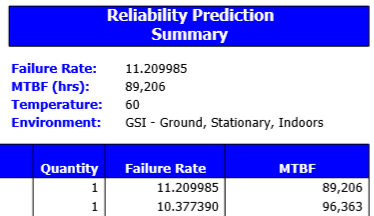 Reliability Prediction
Summary
Failure Rate: 11.209985
MTBF (hrs): 89,206
Temperature: 60
Environment: GSI - Ground, Stationary, Indoors
Quantity Failure Rate MTBF
1 11.209985 89,206
1 10.377390 96,363